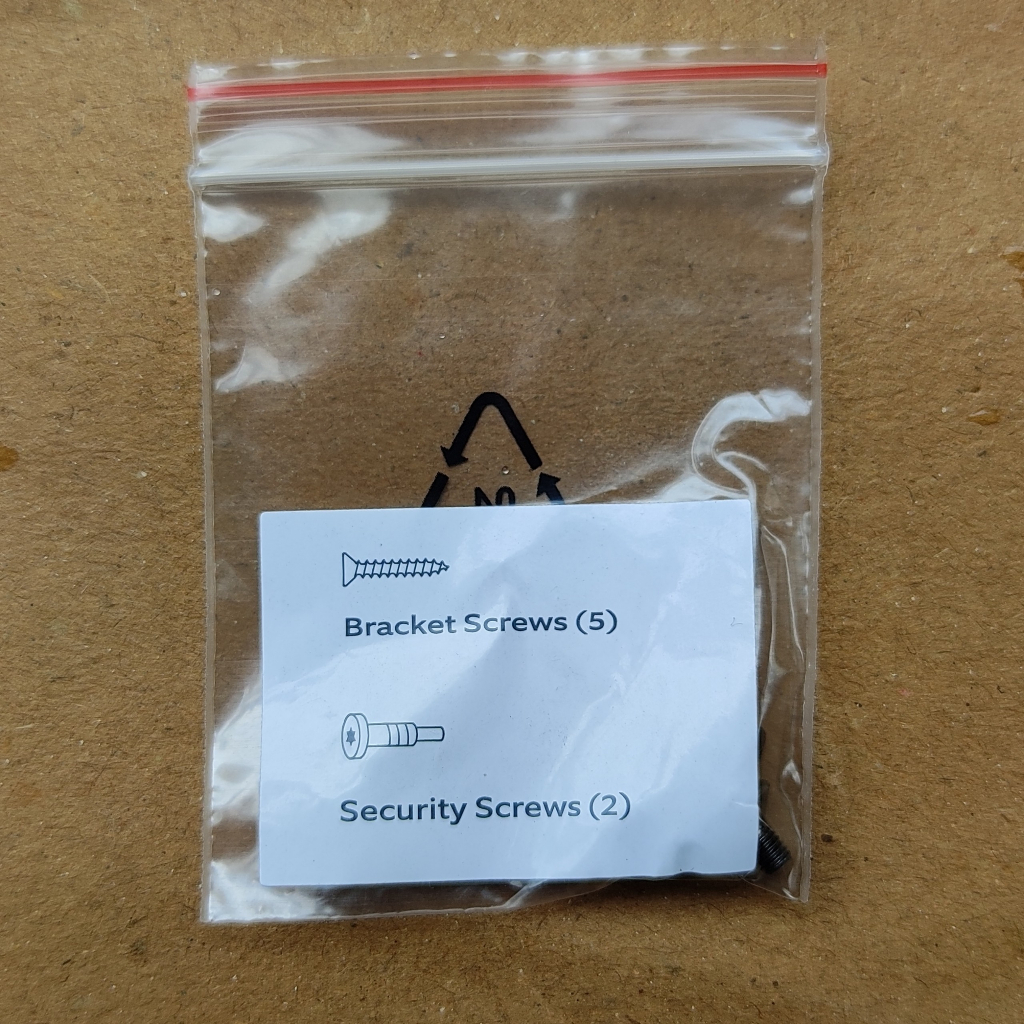 Bracket Screws (5)
Security Screws (2)